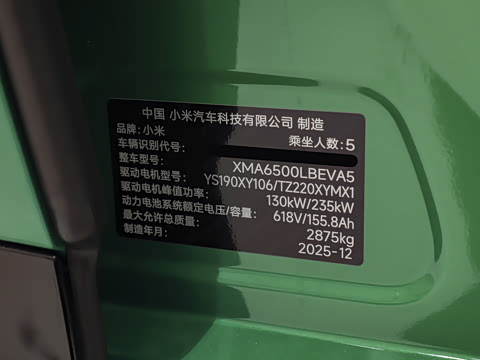 中国 小米汽车科技有限公司 制造
品牌：小米 乘坐人数：5
车辆识别代号：
整车型号： XMA6500LBEVA5
驱动电机型号： YS190XY106/TZ220XYMX1
驱动电机峰值功率： 130kW/235kW
动力电池系统额定电压/容量： 618V/155.8Ah
最大允许总质量： 2875kg
制造年月： 2025-12